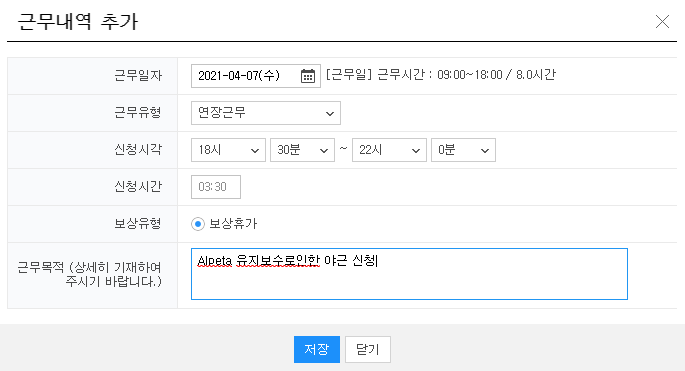 근무내역 추가
근무일자 2021-04-07(수) [근무일] 근무시간 : 09:00~18:00 / 8.0시간
근무유형 연장근무
신청시각 18시 30분 ~ 22시 0분
신청시간 03:30
보상유형 보상휴가
근무목적 (상세히 기재하여
주시기 바랍니다.)
Alpeta 유지보수로인한 야근 신청
저장 닫기